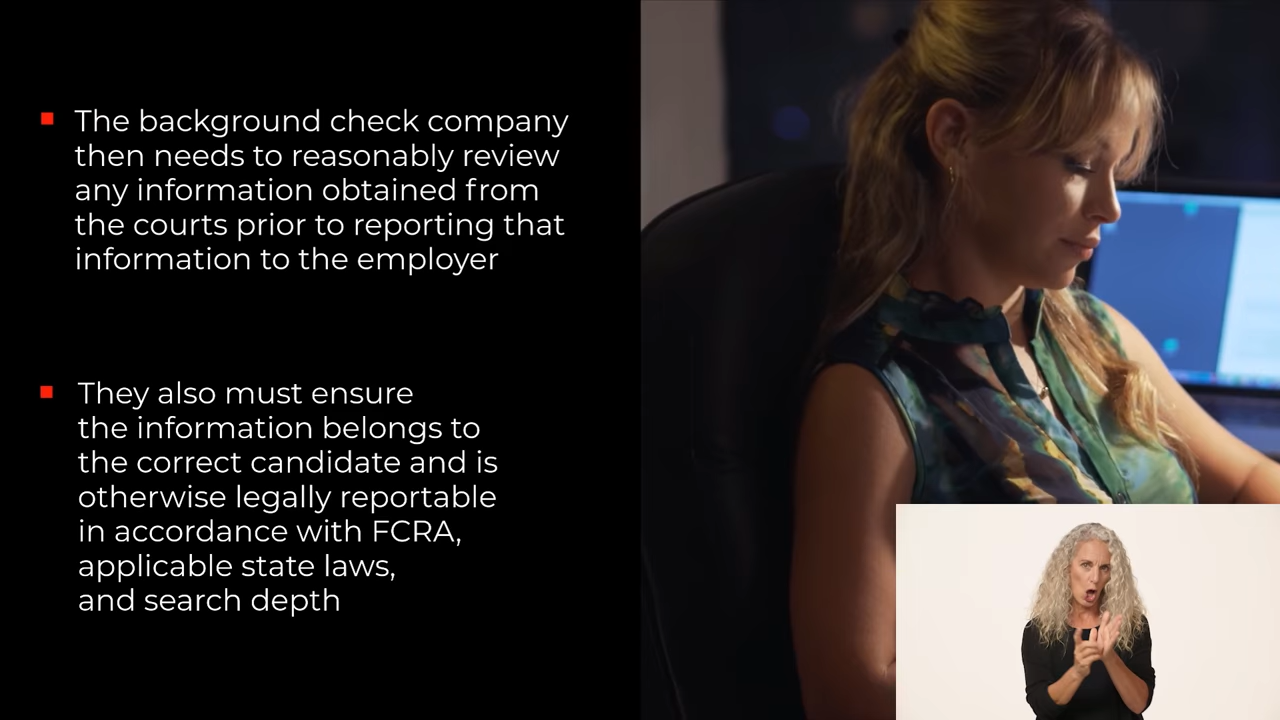 The background check company
then needs to reasonably review
any information obtained from
the courts prior to reporting that
information to the employer
They also must ensure
the information belongs to
the correct candidate and is
otherwise legally reportable
in accordance with FCRA,
applicable state laws,
and search depth